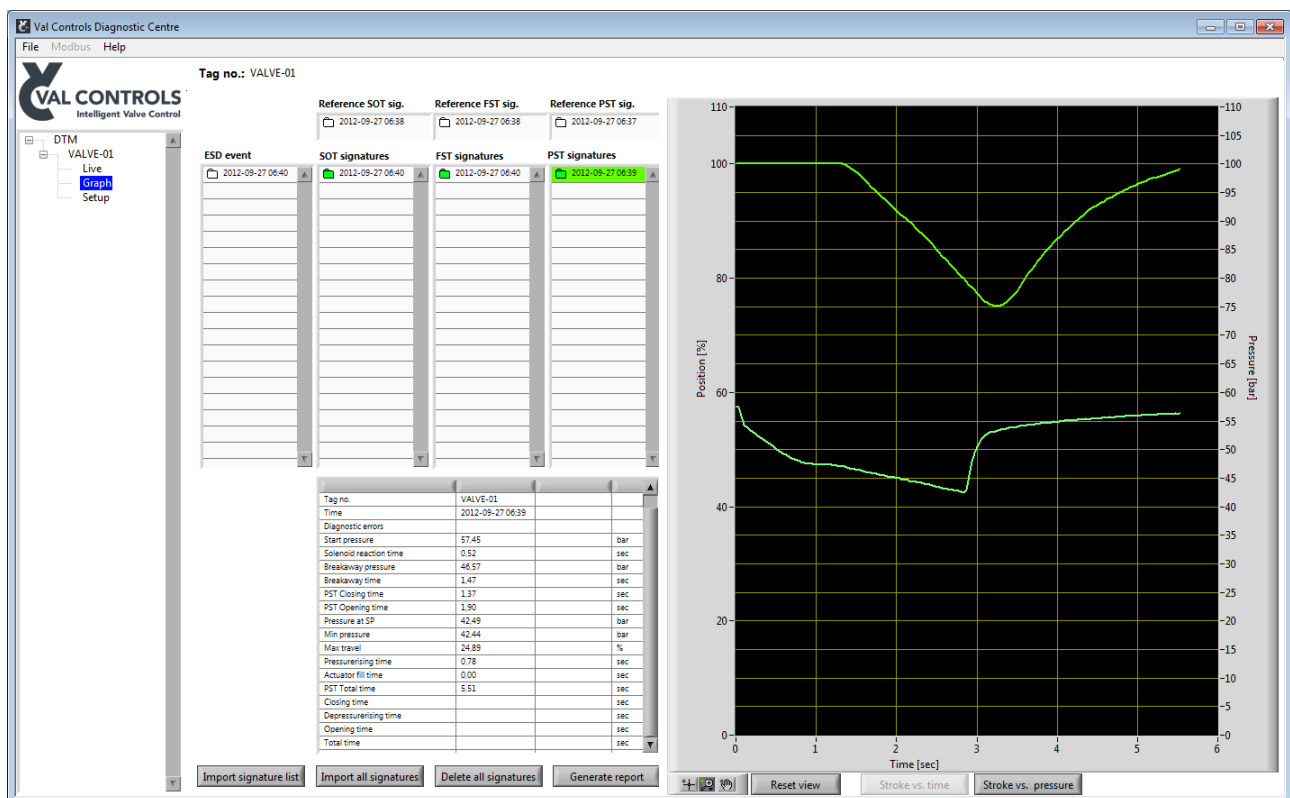 Val Controls Diagnostic Centre
File Modbus Help
VAL CONTROLS
Intelligent Valve Control
DTM
VALVE-01
Live
Graph
Setup
Tag no.: VALVE-01
Reference SOT sig. Reference FST sig. Reference PST sig.
2012-09-27 06:38 2012-09-27 06:38 2012-09-27 06:37
ESD event SOT signatures FST signatures PST signatures
2012-09-27 06:40 2012-09-27 06:40 2012-09-27 06:40 2012-09-27 06:39
Tag no. VALVE-01
Time 2012-09-27 06:39
Diagnostic errors
Start pressure 57,45 bar
Solenoid reaction time 0,52 sec
Breakaway pressure 46,57 bar
Breakaway time 1,47 sec
PST Closing time 1,37 sec
PST Opening time 1,90 sec
Pressure at SP 42,49 bar
Min pressure 42,44 bar
Max travel 24,89 %
Pressurerising time 0,78 sec
Actuator fill time 0,00 sec
PST Total time 5,51 sec
Closing time sec
Depressurerising time sec
Opening time sec
Total time sec
Import signature list Import all signatures Delete all signatures Generate report
Position [%]
110
100
80
60
50
40
30
20
10
0
110
105
100
95
90
85
80
75
70
65
60
55
50
45
40
35
30
25
20
15
10
5
0
Pressure [bar]
0 1 2 3 4 5 6
Time [sec]
Reset view Stroke vs. time Stroke vs. pressure